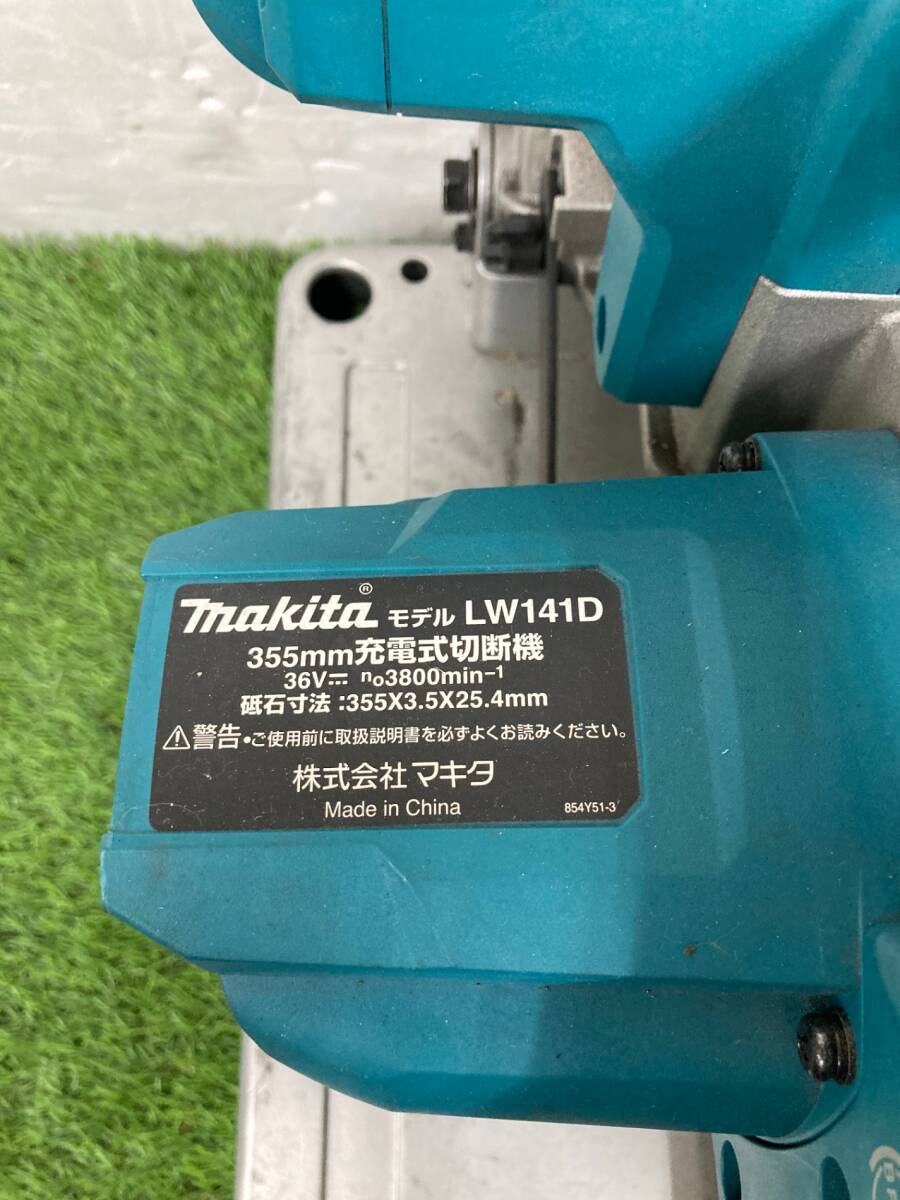 makita® モデル LW141D
355mm充電式切断機
36V⎓ n₀3800min⁻¹
砥石寸法:355X3.5X25.4mm
⚠警告・ご使用前に取扱説明書を必ずよくお読みください。
株式会社 マキタ
Made in China 854Y51-3